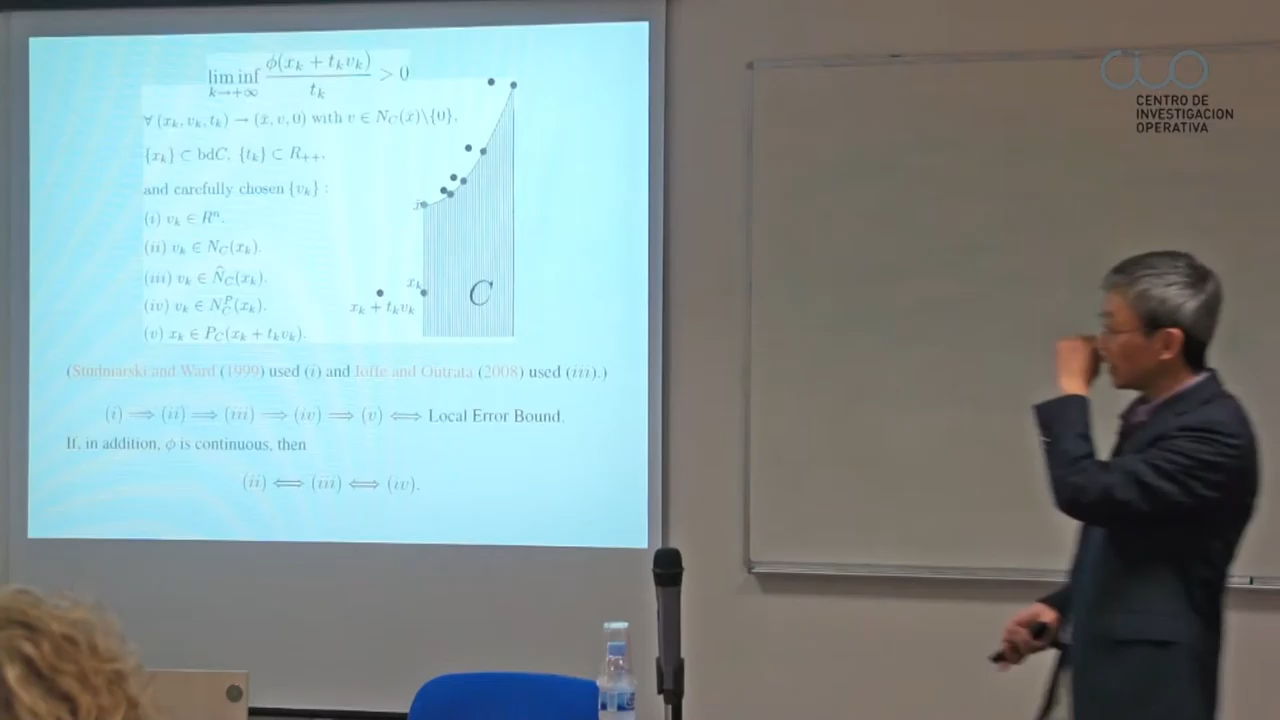 lim inf k→+∞ ϕ(x_k + t_k v_k) / t_k > 0
∀ (x_k, v_k, t_k) → (x̄, v, 0) with v ∈ N_C(x̄)\{0},
{x_k} ⊂ bdC, {t_k} ⊂ R_{++},
and carefully chosen {v_k} :
(i) v_k ∈ R^n.
(ii) v_k ∈ N_C(x_k).
(iii) v_k ∈ N̂_C(x_k).
(iv) v_k ∈ N_C^P(x_k).
(v) x_k ∈ P_C(x_k + t_k v_k).
x̄
x_k
x_k + t_k v_k
C
(Studniarski and Ward (1999) used (i) and Ioffe and Outrata (2008) used (iii).)
(i) ⟹ (ii) ⟹ (iii) ⟹ (iv) ⟹ (v) ⟺ Local Error Bound.
If, in addition, ϕ is continuous, then
(ii) ⟺ (iii) ⟺ (iv).
cio
CENTRO DE
INVESTIGACION
OPERATIVA